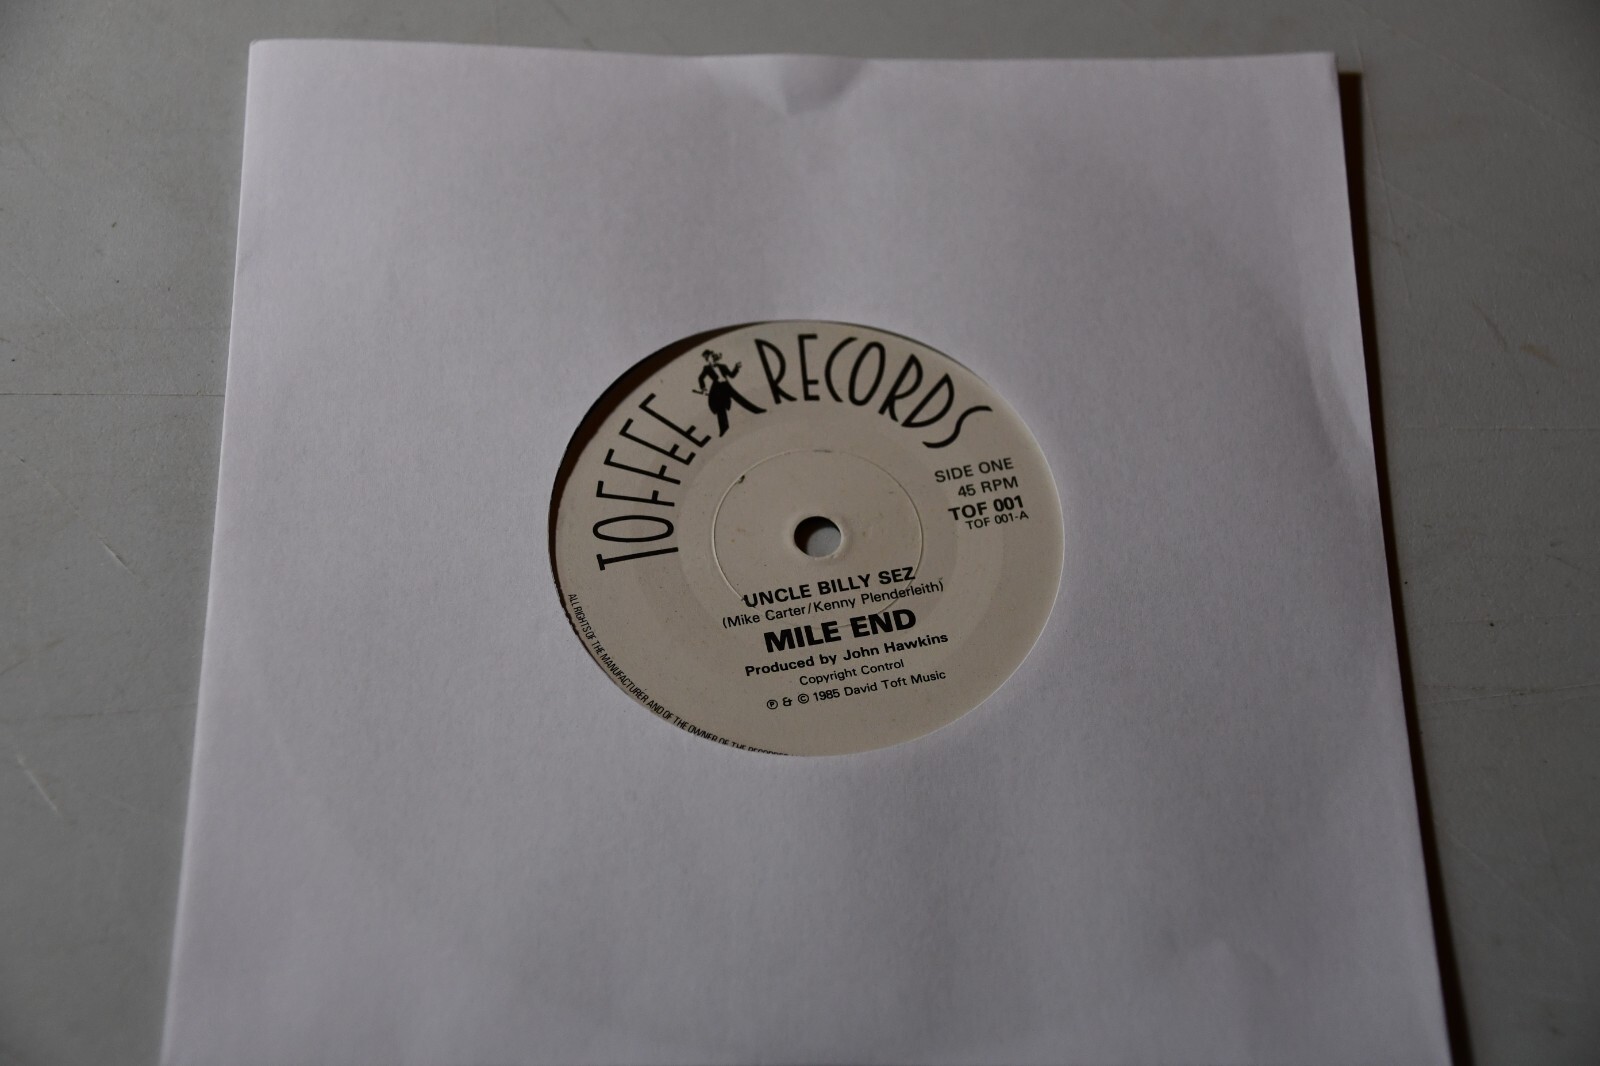 TOFFEE RECORDS
SIDE ONE
45 RPM
TOF 001
TOF 001-A
UNCLE BILLY SEZ
(Mike Carter/Kenny Plenderleith)
MILE END
Produced by John Hawkins
Copyright Control
℗ & © 1985 David Toft Music
ALL RIGHTS OF THE MANUFACTURER AND OF THE OWNER OF THE